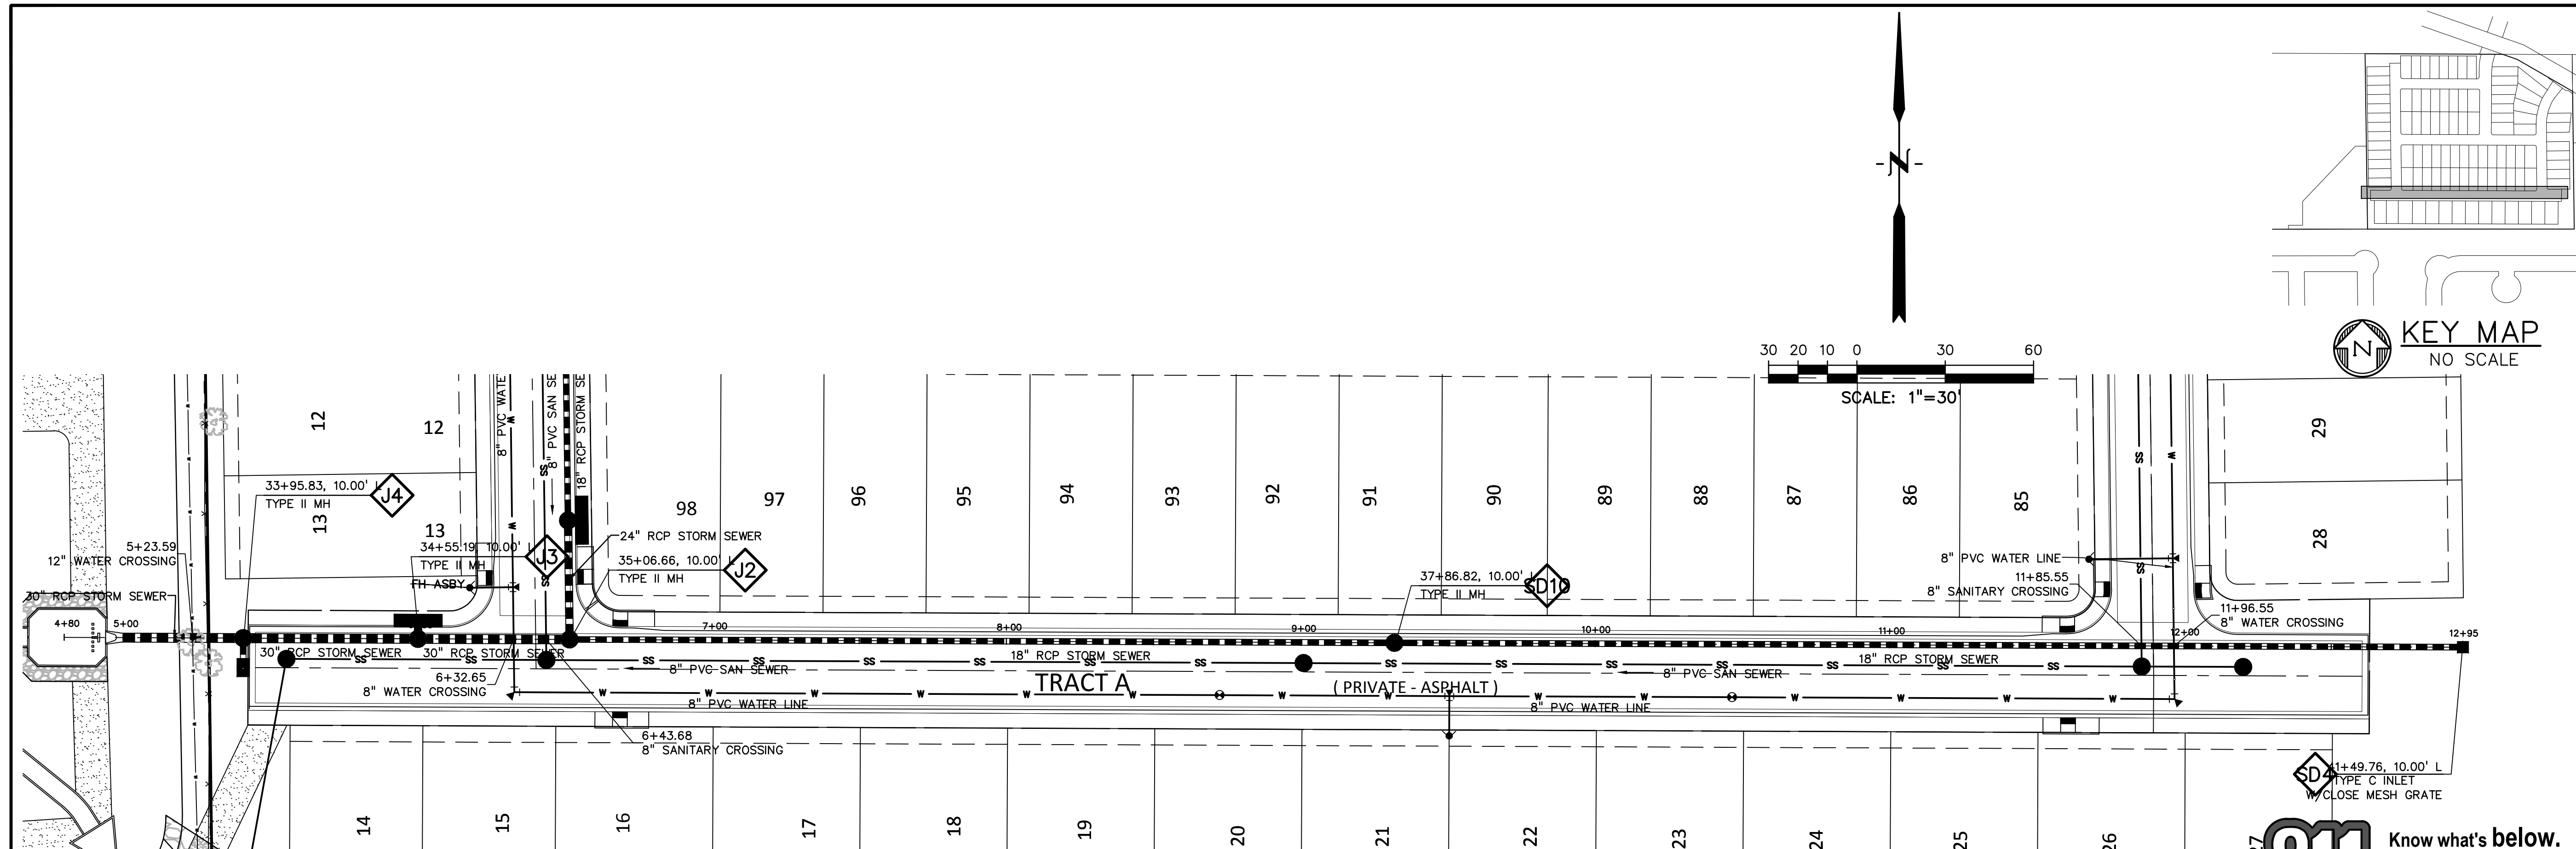 N
KEY MAP
NO SCALE
30 20 10 0 30 60
SCALE: 1"=30'
12
12
13
13
33+95.83, 10.00' L
TYPE II MH
J4
34+55.19, 10.00' L
TYPE II MH
J3
FH ASBY
5+23.59
12" WATER CROSSING
30" RCP STORM SEWER
4+80
5+00
8" PVC WATE
8" PVC SAN SE
18" RCP STORM SE
24" RCP STORM SEWER
35+06.66, 10.00' L
TYPE II MH
J2
98
97
96
95
94
93
92
91
90
89
88
87
86
85
29
28
37+86.82, 10.00' L
TYPE II MH
SD10
8" PVC WATER LINE
11+85.55
8" SANITARY CROSSING
11+96.55
8" WATER CROSSING
7+00
8+00
9+00
10+00
11+00
12+00
12+95
30" RCP STORM SEWER
30" RCP STORM SEWER
18" RCP STORM SEWER
18" RCP STORM SEWER
8" PVC SAN SEWER
8" PVC SAN SEWER
6+32.65
8" WATER CROSSING
TRACT A
( PRIVATE - ASPHALT )
8" PVC WATER LINE
8" PVC WATER LINE
6+43.68
8" SANITARY CROSSING
SD4
1+49.76, 10.00' L
TYPE C INLET
W/CLOSE MESH GRATE
14
15
16
17
18
19
20
21
22
23
24
25
26
27
Know what's below.